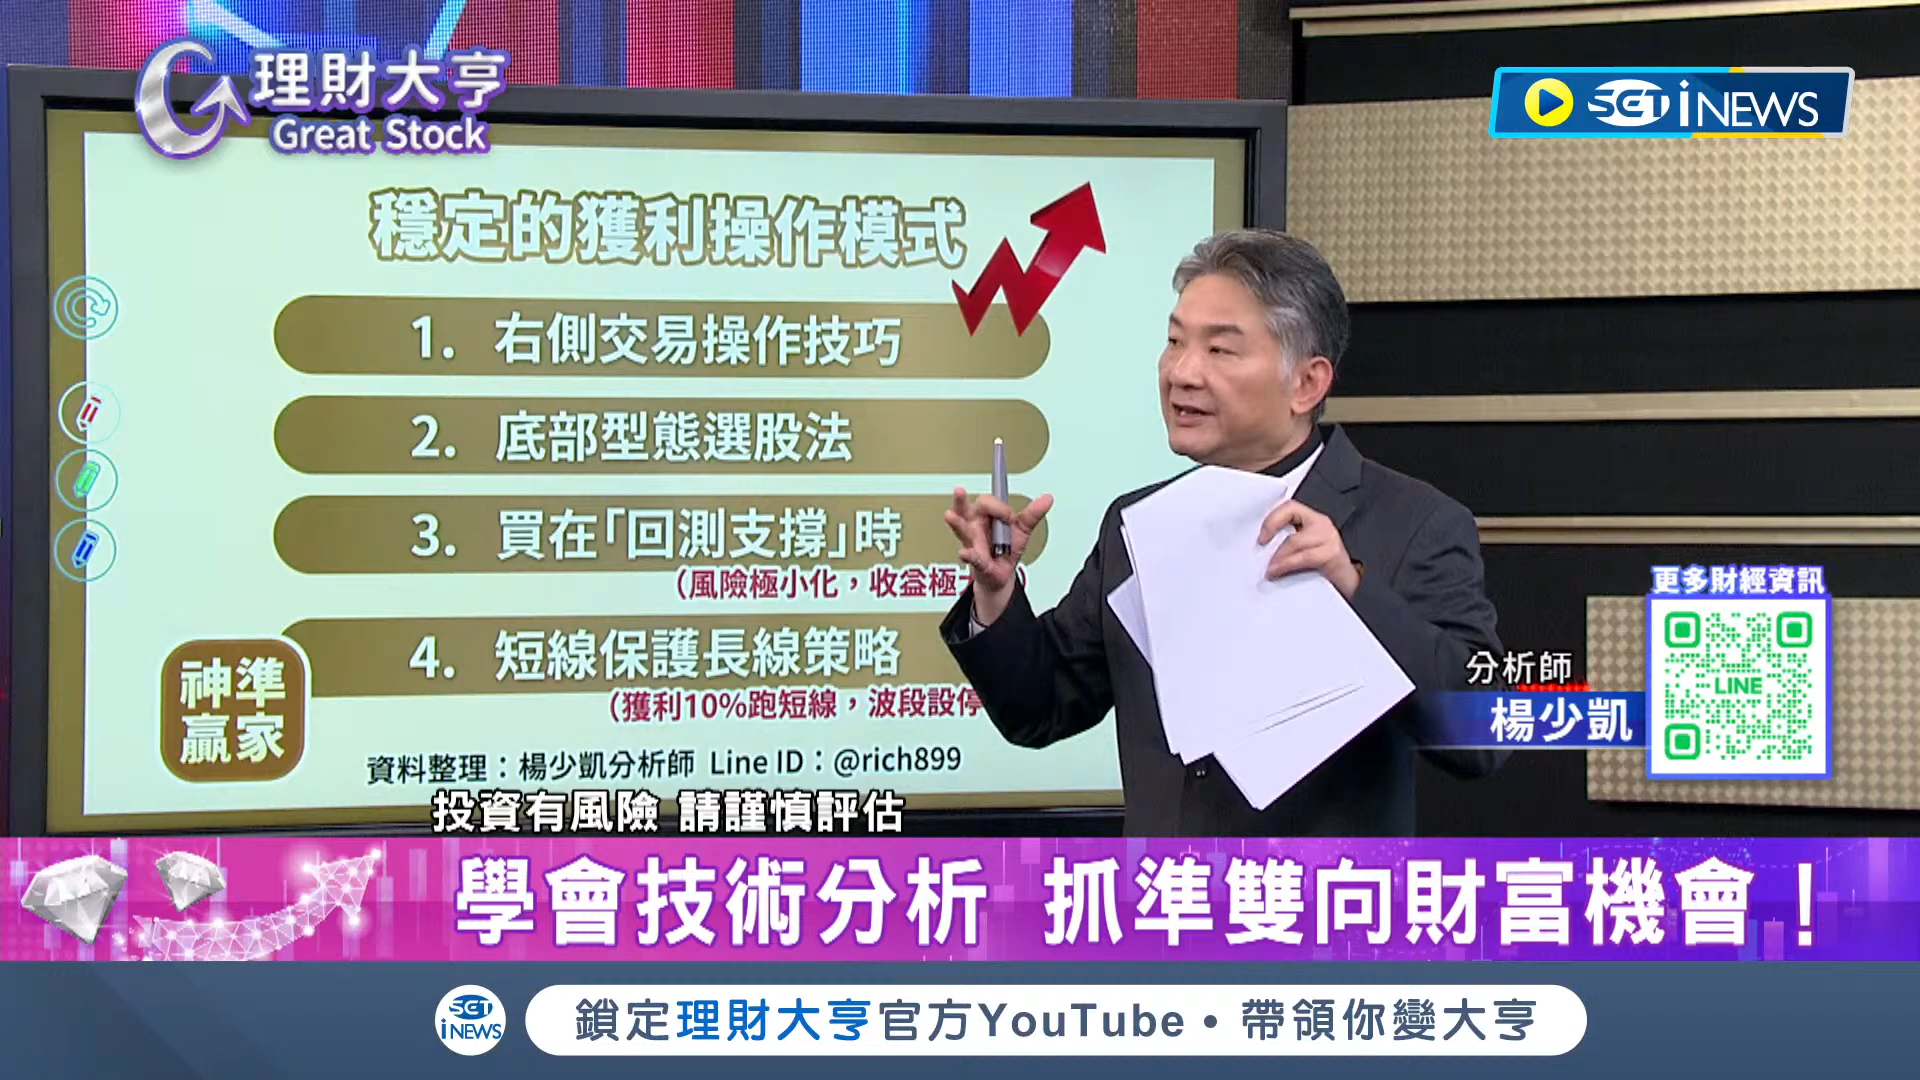 理財大亨
Great Stock
SET iNEWS
穩定的獲利操作模式
1. 右側交易操作技巧
2. 底部型態選股法
3. 買在「回測支撐」時
(風險極小化，收益極
4. 短線保護長線策略
(獲利10%跑短線，波段設停
神準
贏家
資料整理：楊少凱分析師 Line ID：@rich899
投資有風險 請謹慎評估
更多財經資訊
LINE
分析師
楊少凱
學會技術分析 抓準雙向財富機會！
SET
iNEWS
鎖定理財大亨官方YouTube・帶領你變大亨